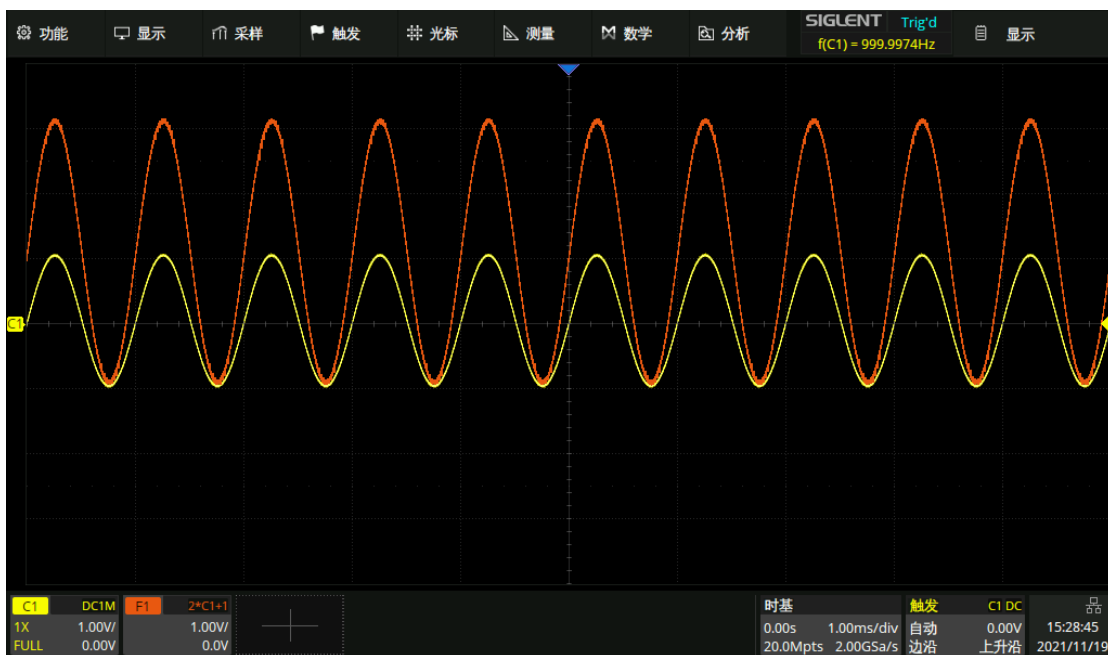 功能 显示 采样 触发 光标 测量 数学 分析 SIGLENT Trig'd 显示
f(C1) = 999.9974Hz
C1
C1 DC1M F1 2*C1+1 时基 触发 C1 DC
1X 1.00V/ 1.00V/ 0.00s 1.00ms/div 自动 0.00V 15:28:45
FULL 0.00V 0.0V 20.0Mpts 2.00GSa/s 边沿 上升沿 2021/11/19